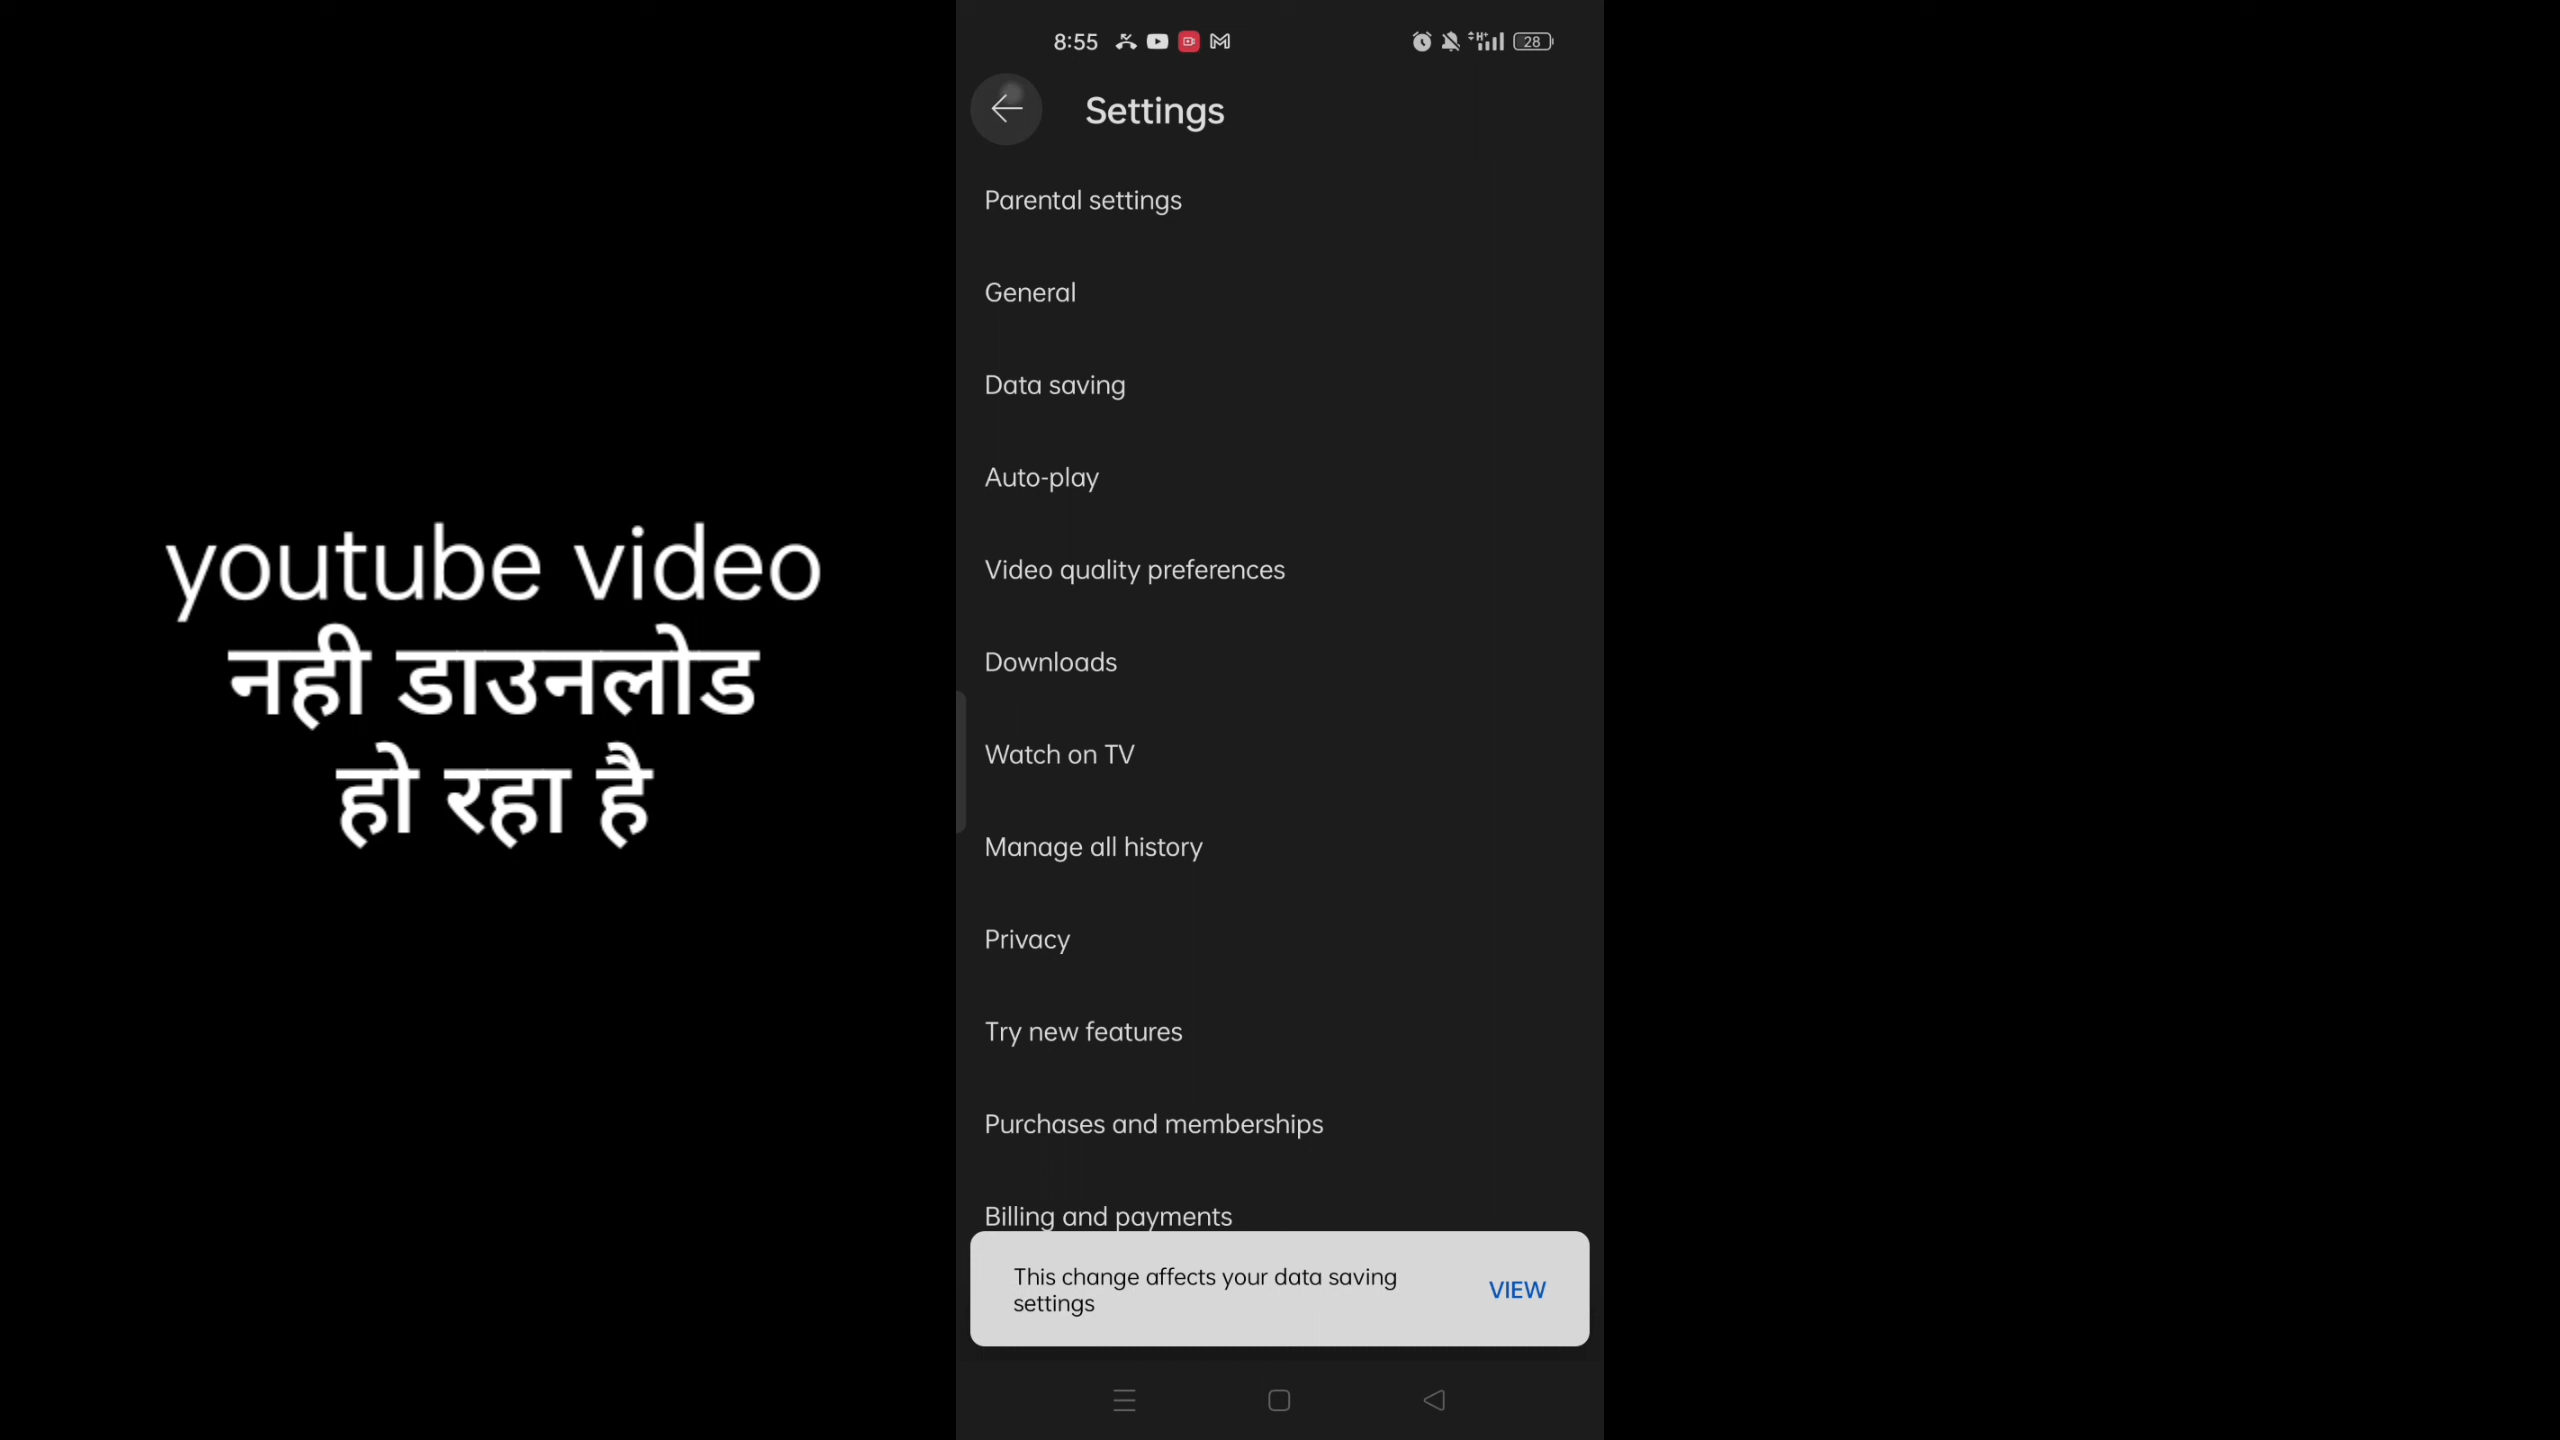 youtube video
नही डाउनलोड
हो रहा है
8:55
28
Settings
Parental settings
General
Data saving
Auto-play
Video quality preferences
Downloads
Watch on TV
Manage all history
Privacy
Try new features
Purchases and memberships
Billing and payments
This change affects your data saving
settings
VIEW